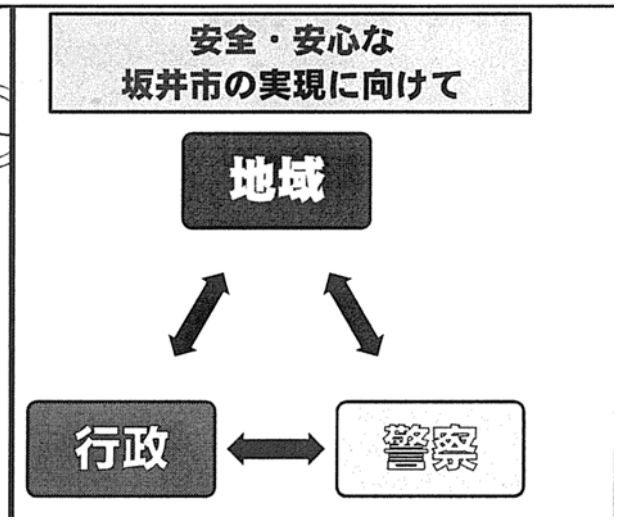 安全・安心な
坂井市の実現に向けて
地域
行政
警察